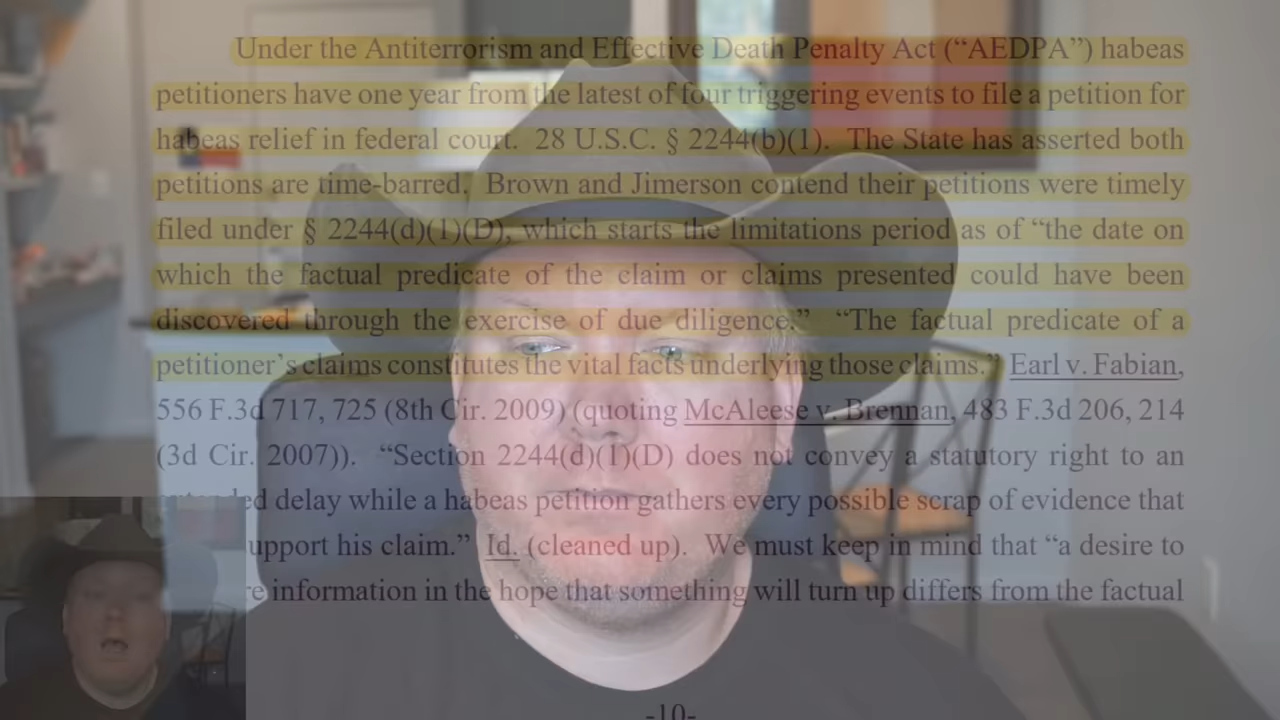 Under the Antiterrorism and Effective Death Penalty Act (“AEDPA”) habeas
petitioners have one year from the latest of four triggering events to file a petition for
habeas relief in federal court. 28 U.S.C. § 2244(b)(1). The State has asserted both
petitions are time-barred. Brown and Jimerson contend their petitions were timely
filed under § 2244(d)(1)(D), which starts the limitations period as of “the date on
which the factual predicate of the claim or claims presented could have been
discovered through the exercise of due diligence.” “The factual predicate of a
petitioner’s claims constitutes the vital facts underlying those claims.” Earl v. Fabian,
556 F.3d 717, 725 (8th Cir. 2009) (quoting McAleese v. Brennan, 483 F.3d 206, 214
(3d Cir. 2007)). “Section 2244(d)(1)(D) does not convey a statutory right to an
extended delay while a habeas petition gathers every possible scrap of evidence that
upport his claim.” Id. (cleaned up). We must keep in mind that “a desire to
re information in the hope that something will turn up differs from the factual
-10-